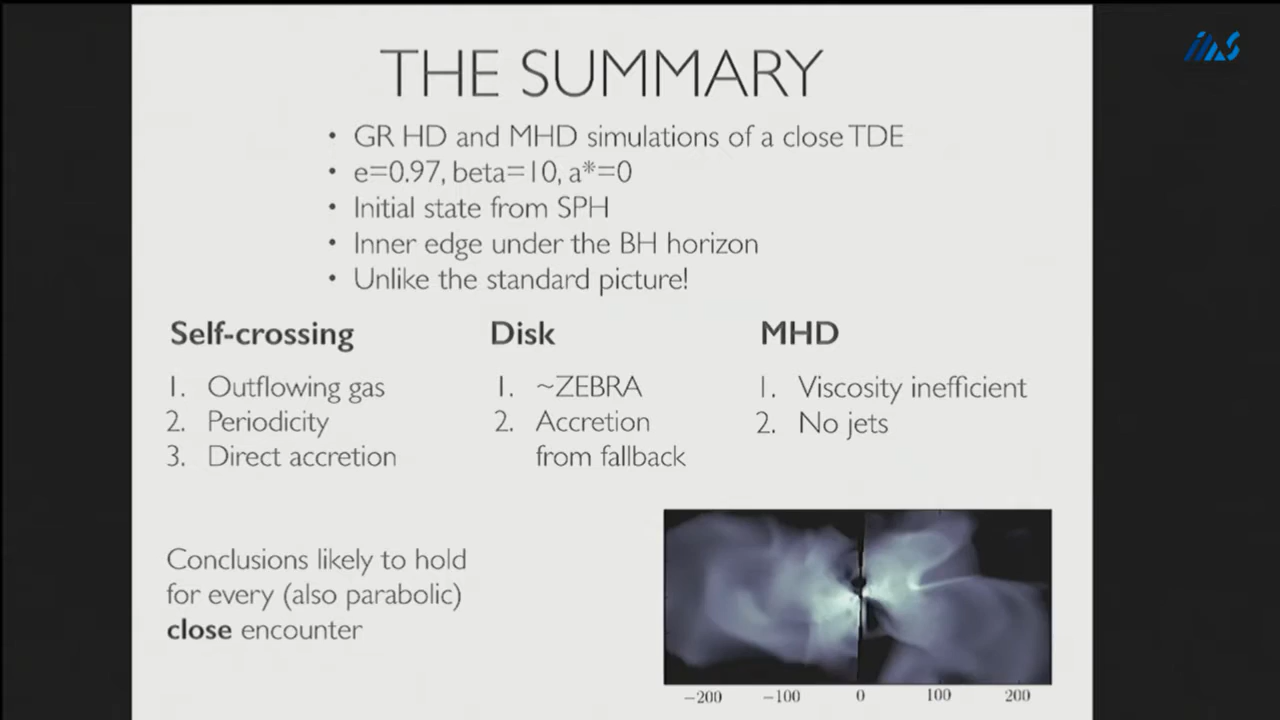 THE SUMMARY
• GR HD and MHD simulations of a close TDE
• e=0.97, beta=10, a*=0
• Initial state from SPH
• Inner edge under the BH horizon
• Unlike the standard picture!
Self-crossing
1. Outflowing gas
2. Periodicity
3. Direct accretion
Disk
1. ~ZEBRA
2. Accretion
from fallback
MHD
1. Viscosity inefficient
2. No jets
Conclusions likely to hold
for every (also parabolic)
close encounter
−200 −100 0 100 200